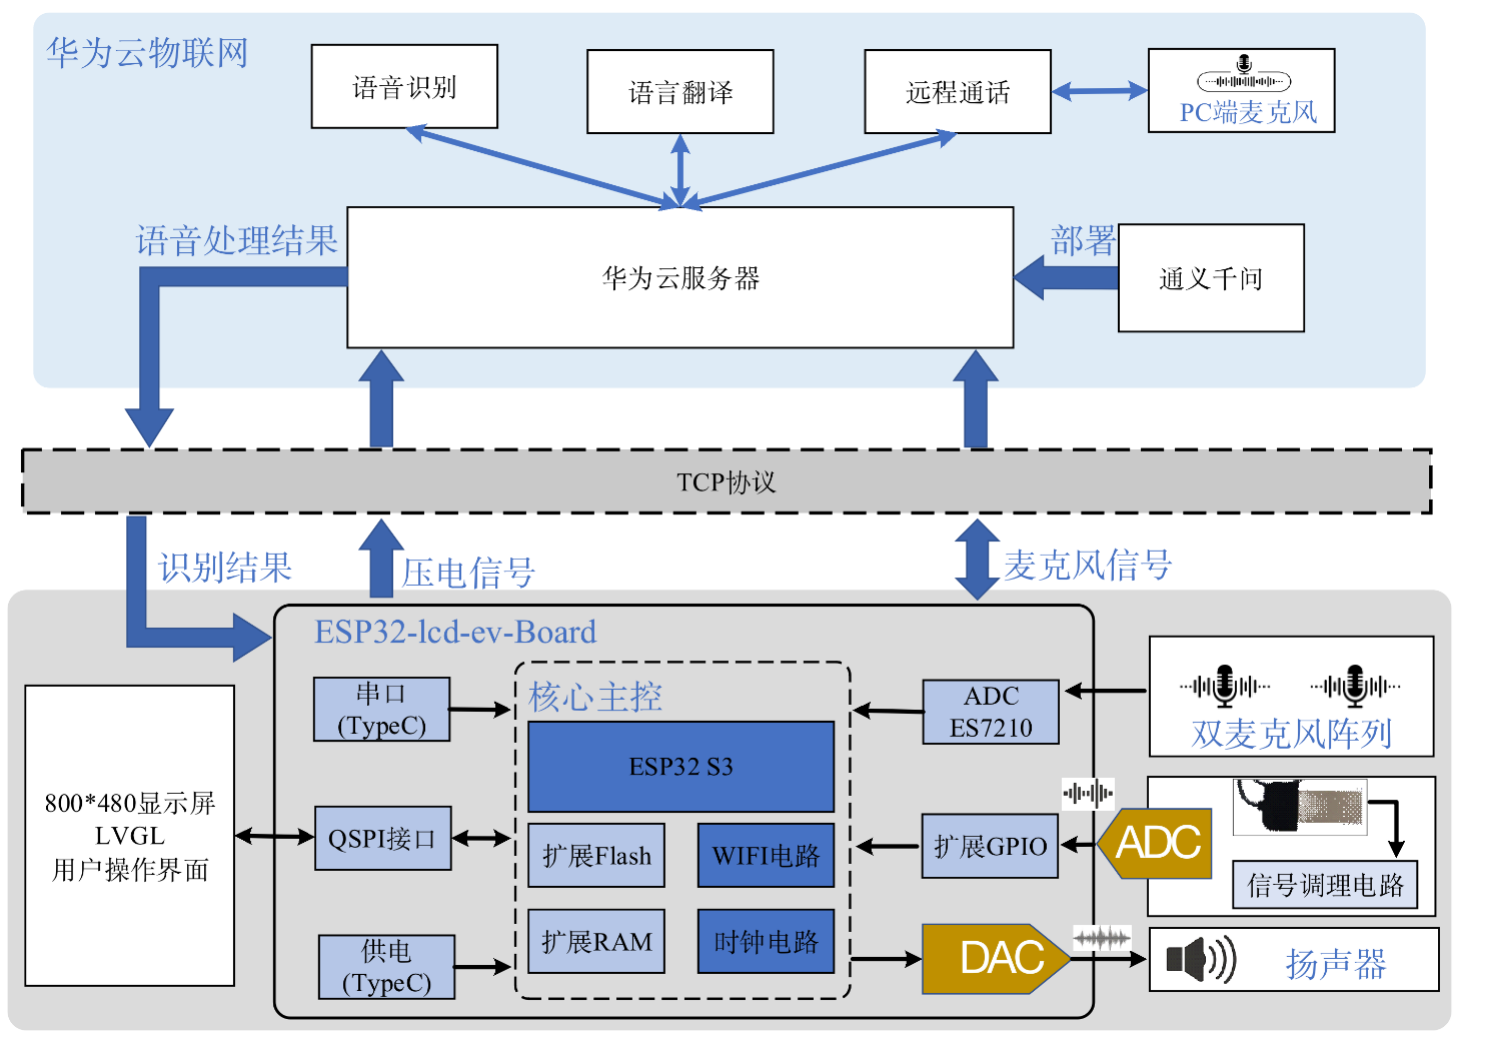 华为云物联网
语音识别
语言翻译
远程通话
PC端麦克风
语音处理结果
华为云服务器
部署
通义千问
TCP协议
识别结果
压电信号
麦克风信号
ESP32-lcd-ev-Board
串口
(TypeC)
核心主控
ADC
ES7210
双麦克风阵列
ESP32 S3
800*480显示屏
LVGL
用户操作界面
QSPI接口
扩展Flash
WIFI电路
扩展GPIO
ADC
信号调理电路
供电
(TypeC)
扩展RAM
时钟电路
DAC
扬声器